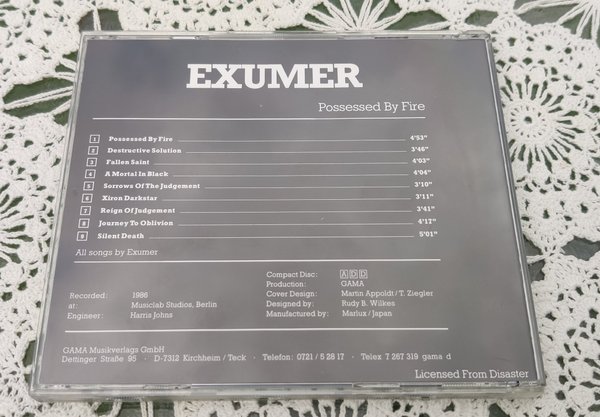 EXUMER
Possessed By Fire
1 Possessed By Fire 4'53"
2 Destructive Solution 3'46"
3 Fallen Saint 4'03"
4 A Mortal In Black 4'04"
5 Sorrows Of The Judgement 3'10"
6 Xiron Darkstar 3'11"
7 Reign Of Judgement 3'41"
8 Journey To Oblivion 4'17"
9 Silent Death 5'01"
All songs by Exumer
Recorded: 1986
at: Musiclab Studios, Berlin
Engineer: Harris Johns
Compact Disc: ADD
Production: GAMA
Cover Design: Martin Appoldt / T. Ziegler
Designed by: Rudy B. Wilkes
Manufactured by: Marlux / Japan
GAMA Musikverlags GmbH
Dettinger Straße 95 · D-7312 Kirchheim / Teck · Telefon: 0721 / 5 28 17 · Telex 7 267 319 gama d
Licensed From Disaster